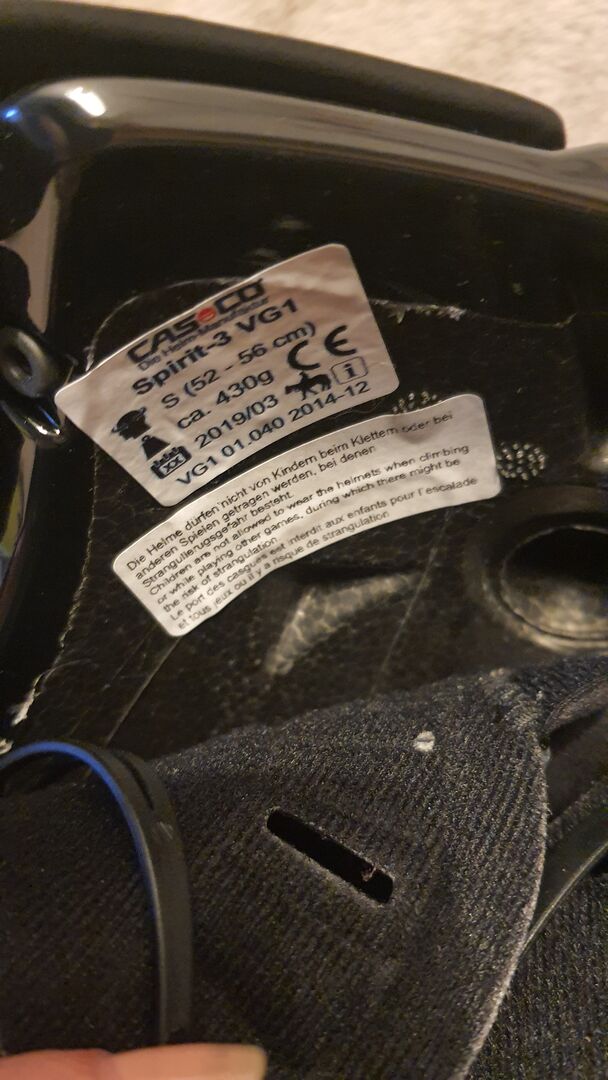 CASCO
Die Helm-Manufaktur
Spirit-3 VG1
S (52 - 56 cm)
ca. 430g
2019/03
VG1 01.040 2014-12
XX
CE
i
Die Helme dürfen nicht von Kindern beim Klettern oder bei
anderen Spielen getragen werden, bei denen
Strangulierungsgefahr besteht.
Children are not allowed to wear the helmets when climbing
or while playing other games, during which there might be
the risk of strangulation
Le port des casques est interdit aux enfants pour l'escalade
et tous jeux ou il y a risque de strangulation